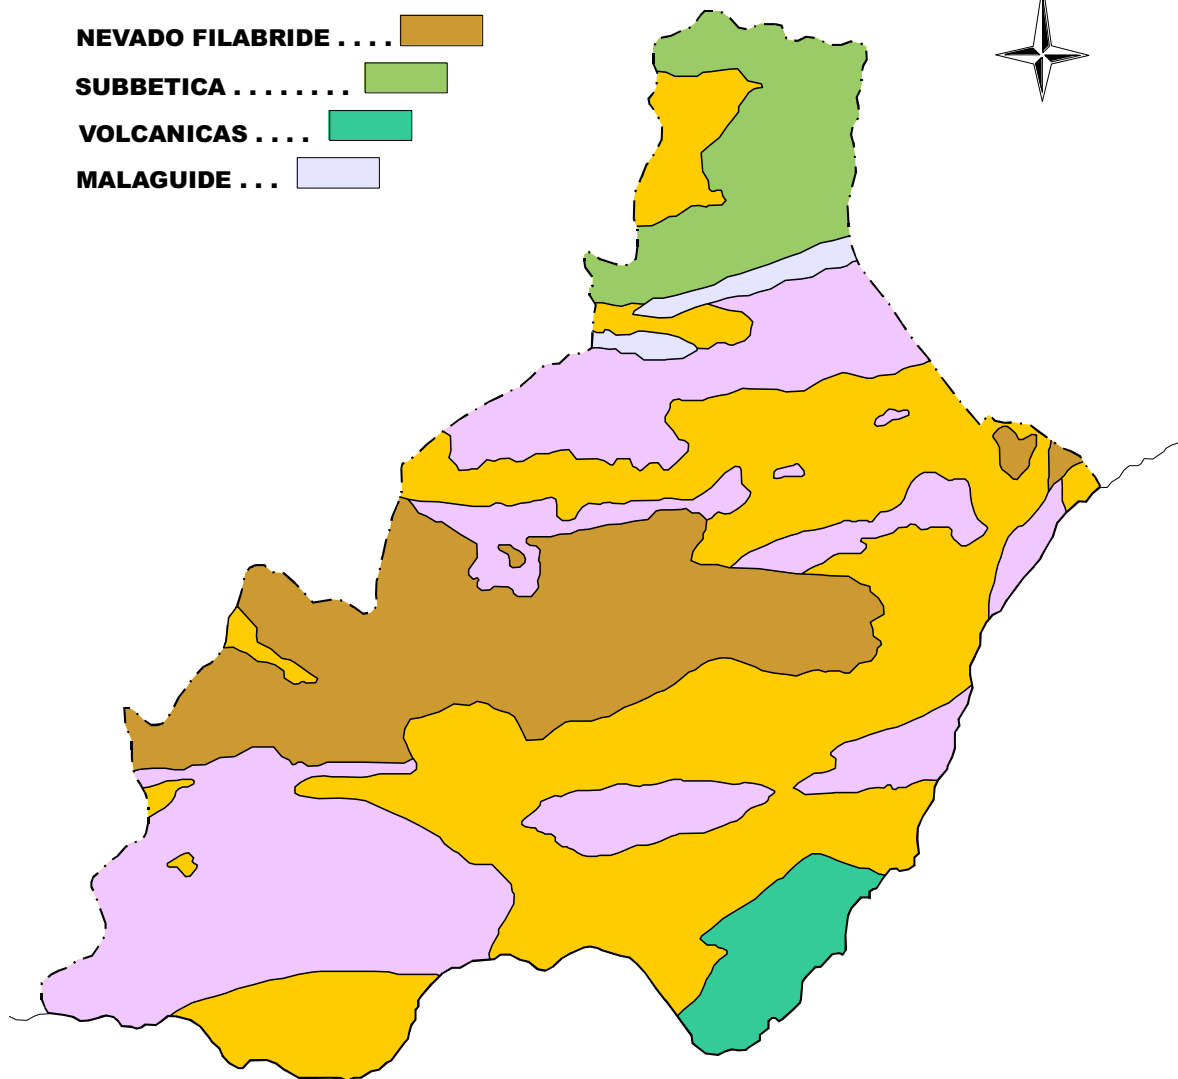 NEVADO FILABRIDE . . . .
SUBBETICA . . . . . . . .
VOLCANICAS . . . .
MALAGUIDE . . .